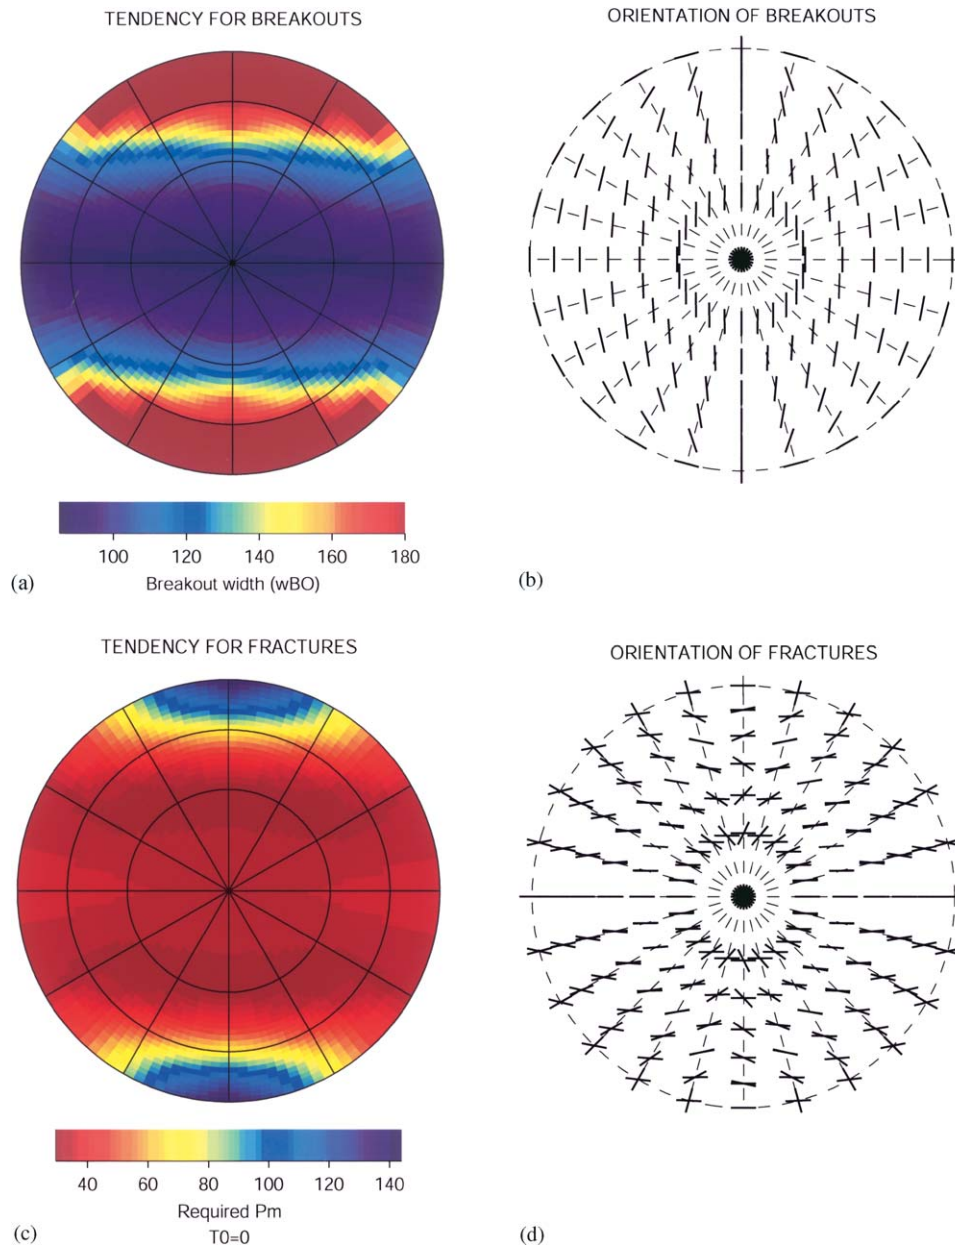 TENDENCY FOR BREAKOUTS
ORIENTATION OF BREAKOUTS
100 120 140 160 180
Breakout width (wBO)
(a)
(b)
TENDENCY FOR FRACTURES
ORIENTATION OF FRACTURES
40 60 80 100 120 140
Required Pm
T0=0
(c)
(d)